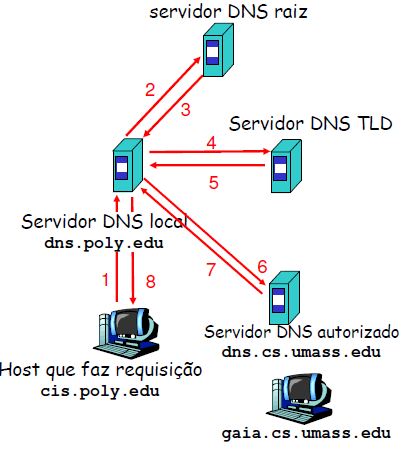 servidor DNS raiz
2
3
Servidor DNS TLD
4
5
Servidor DNS local
dns.poly.edu
6
7
1
8
Servidor DNS autorizado
dns.cs.umass.edu
Host que faz requisição
cis.poly.edu
gaia.cs.umass.edu